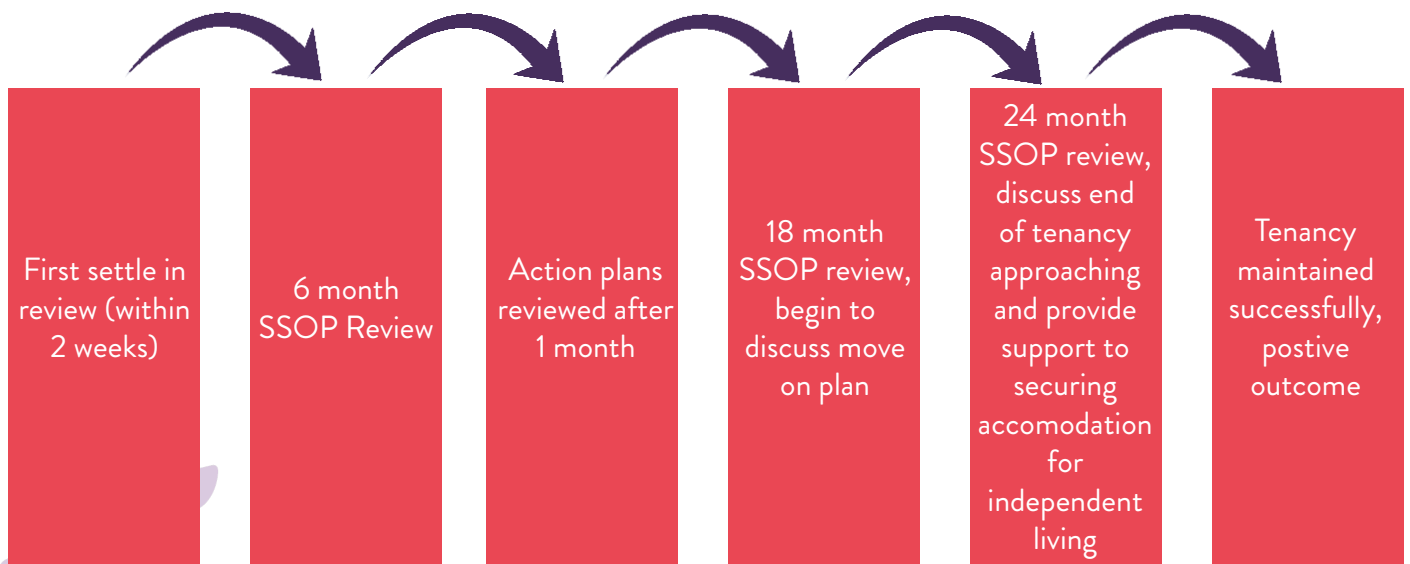 First settle in
review (within
2 weeks)
6 month
SSOP Review
Action plans
reviewed after
1 month
18 month
SSOP review,
begin to
discuss move
on plan
24 month
SSOP review,
discuss end
of tenancy
approaching
and provide
support to
securing
accomodation
for
independent
living
Tenancy
maintained
successfully,
postive
outcome